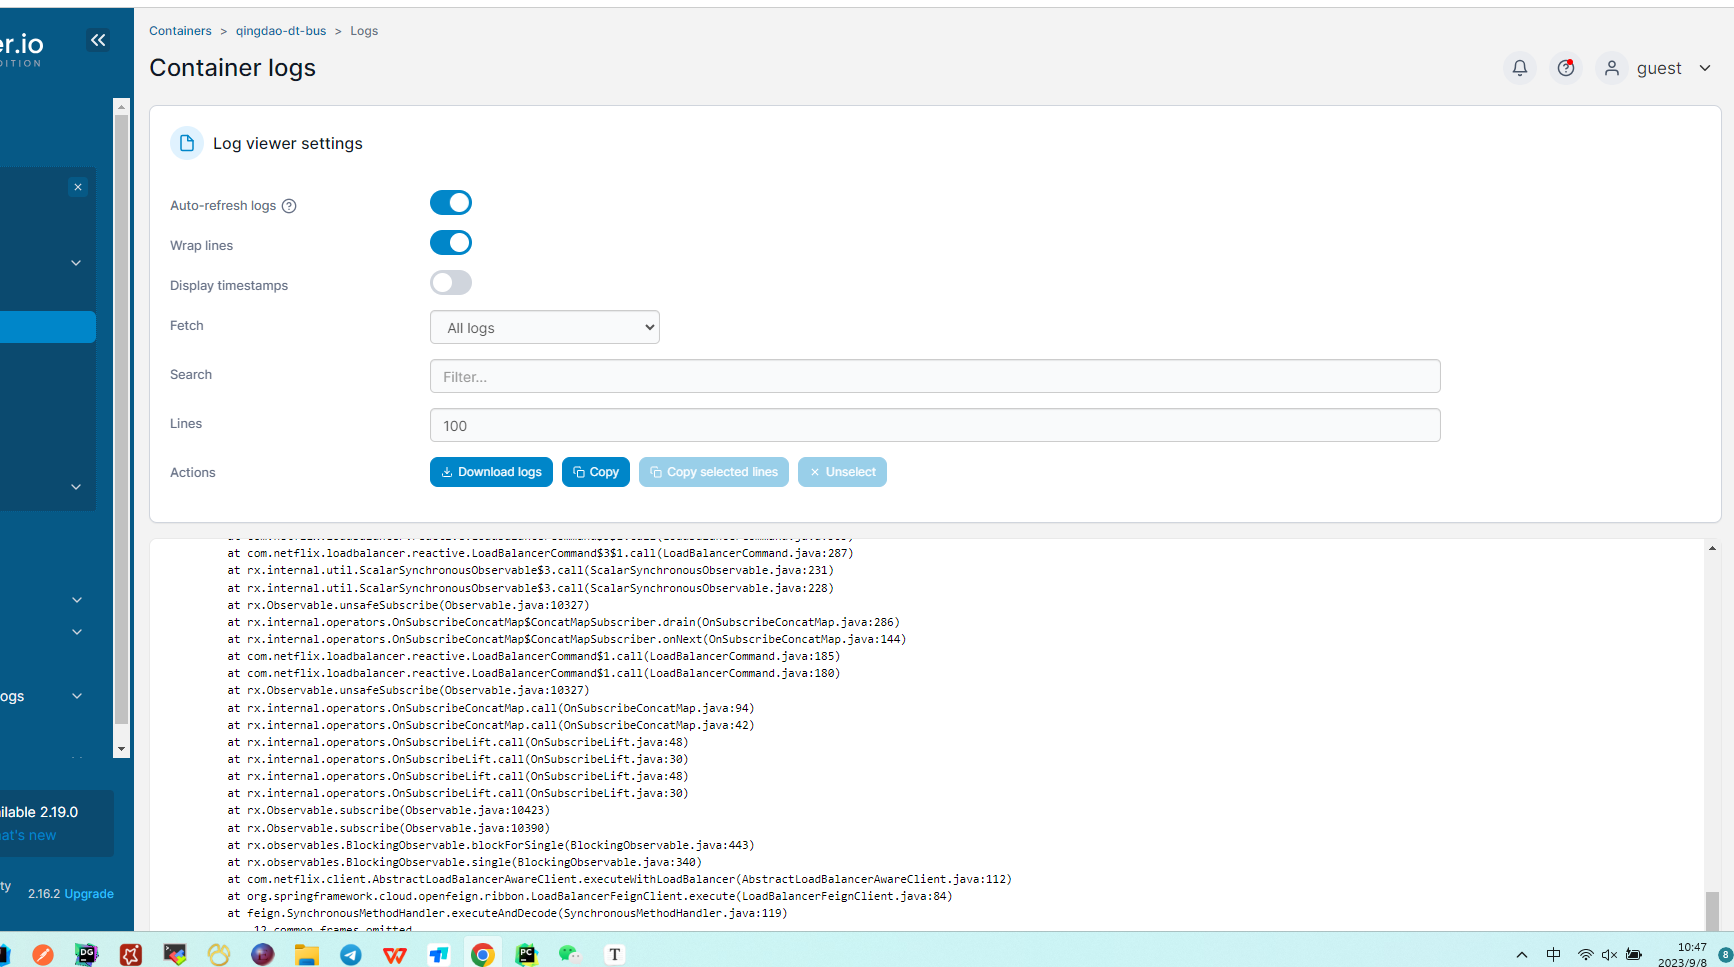 er.io
DITION
Containers > qingdao-dt-bus > Logs
Container logs
guest
Log viewer settings
Auto-refresh logs
Wrap lines
Display timestamps
Fetch
All logs
Search
Filter...
Lines
100
Actions
Download logs
Copy
Copy selected lines
Unselect
at com.netflix.loadbalancer.reactive.LoadBalancerCommand$3$1.call(LoadBalancerCommand.java:287)
at rx.internal.util.ScalarSynchronousObservable$3.call(ScalarSynchronousObservable.java:231)
at rx.internal.util.ScalarSynchronousObservable$3.call(ScalarSynchronousObservable.java:228)
at rx.Observable.unsafeSubscribe(Observable.java:10327)
at rx.internal.operators.OnSubscribeConcatMap$ConcatMapSubscriber.drain(OnSubscribeConcatMap.java:286)
at rx.internal.operators.OnSubscribeConcatMap$ConcatMapSubscriber.onNext(OnSubscribeConcatMap.java:144)
at com.netflix.loadbalancer.reactive.LoadBalancerCommand$1.call(LoadBalancerCommand.java:185)
at com.netflix.loadbalancer.reactive.LoadBalancerCommand$1.call(LoadBalancerCommand.java:180)
at rx.Observable.unsafeSubscribe(Observable.java:10327)
at rx.internal.operators.OnSubscribeConcatMap.call(OnSubscribeConcatMap.java:94)
at rx.internal.operators.OnSubscribeConcatMap.call(OnSubscribeConcatMap.java:42)
at rx.internal.operators.OnSubscribeLift.call(OnSubscribeLift.java:48)
at rx.internal.operators.OnSubscribeLift.call(OnSubscribeLift.java:30)
at rx.internal.operators.OnSubscribeLift.call(OnSubscribeLift.java:48)
at rx.internal.operators.OnSubscribeLift.call(OnSubscribeLift.java:30)
at rx.Observable.subscribe(Observable.java:10423)
at rx.Observable.subscribe(Observable.java:10390)
at rx.observables.BlockingObservable.blockForSingle(BlockingObservable.java:443)
at rx.observables.BlockingObservable.single(BlockingObservable.java:340)
at com.netflix.client.AbstractLoadBalancerAwareClient.executeWithLoadBalancer(AbstractLoadBalancerAwareClient.java:112)
at org.springframework.cloud.openfeign.ribbon.LoadBalancerFeignClient.execute(LoadBalancerFeignClient.java:84)
at feign.SynchronousMethodHandler.executeAndDecode(SynchronousMethodHandler.java:119)
12 common frames omitted
ogs
ilable 2.19.0
at's new
ty 2.16.2 Upgrade
DG
PC
T
中
10:47
2023/9/8
8